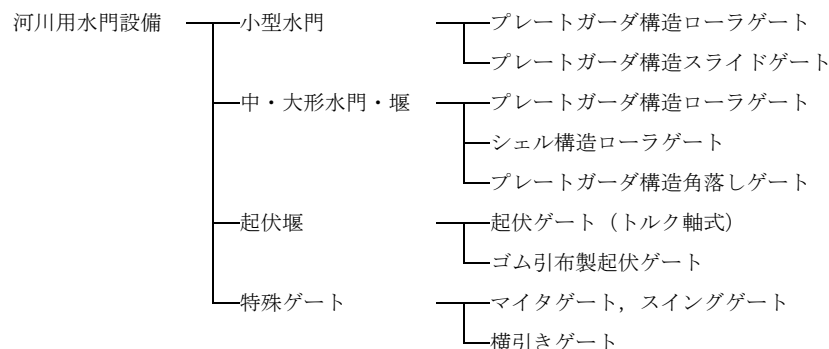 河川用水門設備 小型水門 プレートガーダ構造ローラゲート
プレートガーダ構造スライドゲート
中・大形水門・堰 プレートガーダ構造ローラゲート
シェル構造ローラゲート
プレートガーダ構造角落しゲート
起伏堰 起伏ゲート（トルク軸式）
ゴム引布製起伏ゲート
特殊ゲート マイタゲート，スイングゲート
横引きゲート